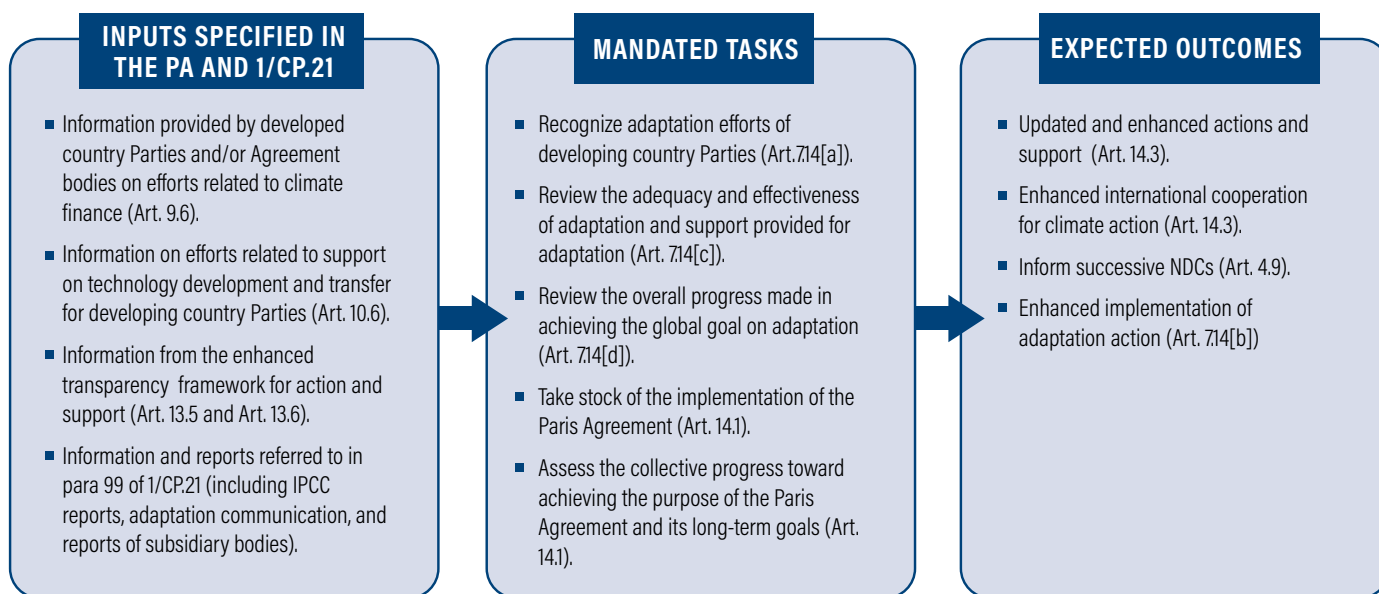 INPUTS SPECIFIED IN
THE PA AND 1/CP.21
■ Information provided by developed
country Parties and/or Agreement
bodies on efforts related to climate
finance (Art. 9.6).
■ Information on efforts related to support
on technology development and transfer
for developing country Parties (Art. 10.6).
■ Information from the enhanced
transparency framework for action and
support (Art. 13.5 and Art. 13.6).
■ Information and reports referred to in
para 99 of 1/CP.21 (including IPCC
reports, adaptation communication, and
reports of subsidiary bodies).
MANDATED TASKS
■ Recognize adaptation efforts of
developing country Parties (Art.7.14[a]).
■ Review the adequacy and effectiveness
of adaptation and support provided for
adaptation (Art. 7.14[c]).
■ Review the overall progress made in
achieving the global goal on adaptation
(Art. 7.14[d]).
■ Take stock of the implementation of the
Paris Agreement (Art. 14.1).
■ Assess the collective progress toward
achieving the purpose of the Paris
Agreement and its long-term goals (Art.
14.1).
EXPECTED OUTCOMES
■ Updated and enhanced actions and
support (Art. 14.3).
■ Enhanced international cooperation
for climate action (Art. 14.3).
■ Inform successive NDCs (Art. 4.9).
■ Enhanced implementation of
adaptation action (Art. 7.14[b])